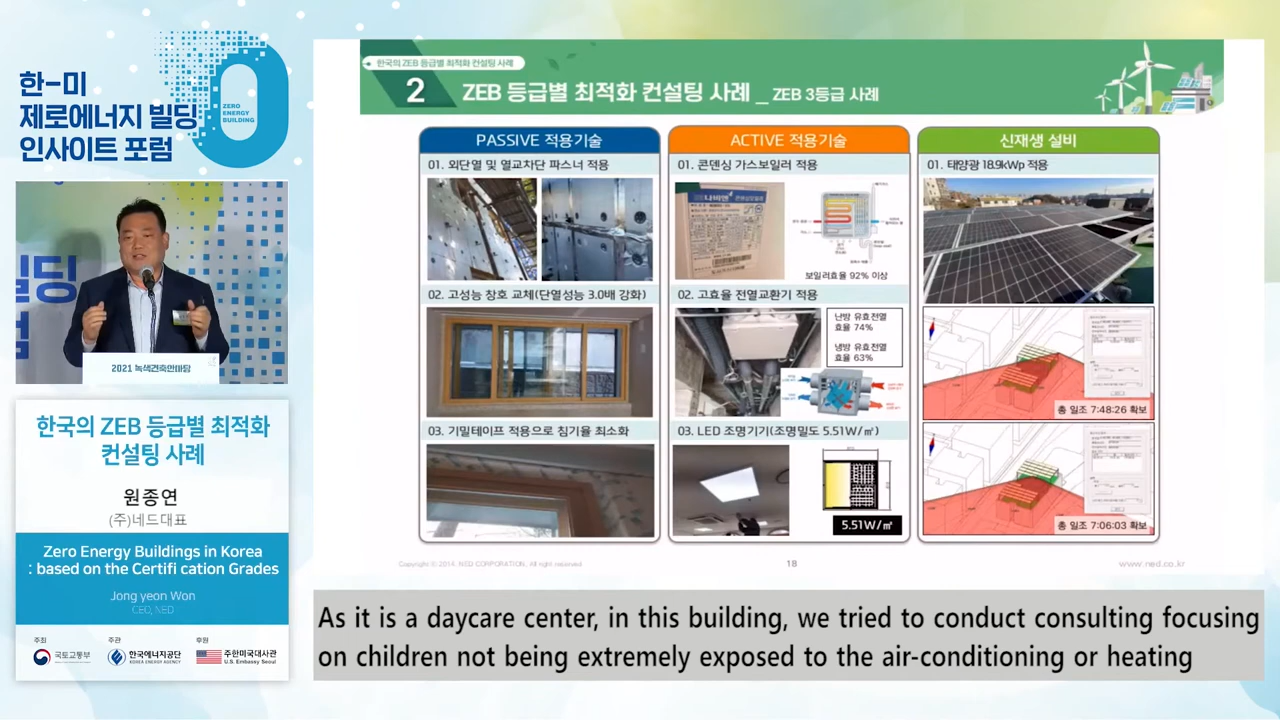 한-미
제로에너지 빌딩
인사이트 포럼
ZERO
ENERGY
BUILDING
2021 녹색건축한마당
한국의 ZEB 등급별 최적화
컨설팅 사례
원종연
(주)네드대표
Zero Energy Buildings in Korea
: based on the Certifi cation Grades
Jong yeon Won
CEO, NED
주최
국토교통부
주관
한국에너지공단
KOREA ENERGY AGENCY
후원
주한미국대사관
U.S. Embassy Seoul
한국의 ZEB 등급별 최적화 컨설팅 사례
2 ZEB 등급별 최적화 컨설팅 사례 _ ZEB 3등급 사례
PASSIVE 적용기술
01. 외단열 및 열교차단 파스너 적용
02. 고성능 창호 교체(단열성능 3.0배 강화)
03. 기밀테이프 적용으로 침기율 최소화
ACTIVE 적용기술
01. 콘덴싱 가스보일러 적용
보일러효율 92% 이상
02. 고효율 전열교환기 적용
난방 유효전열
효율 74%
냉방 유효전열
효율 63%
03. LED 조명기기(조명밀도 5.51W/㎡)
5.51W/㎡
신재생 설비
01. 태양광 18.9kWp 적용
총 일조 7:48:26 확보
총 일조 7:06:03 확보
Copyright © 2014. NED CORPORATION, All right reserved
18
www.ned.co.kr
As it is a daycare center, in this building, we tried to conduct consulting focusing
on children not being extremely exposed to the air-conditioning or heating